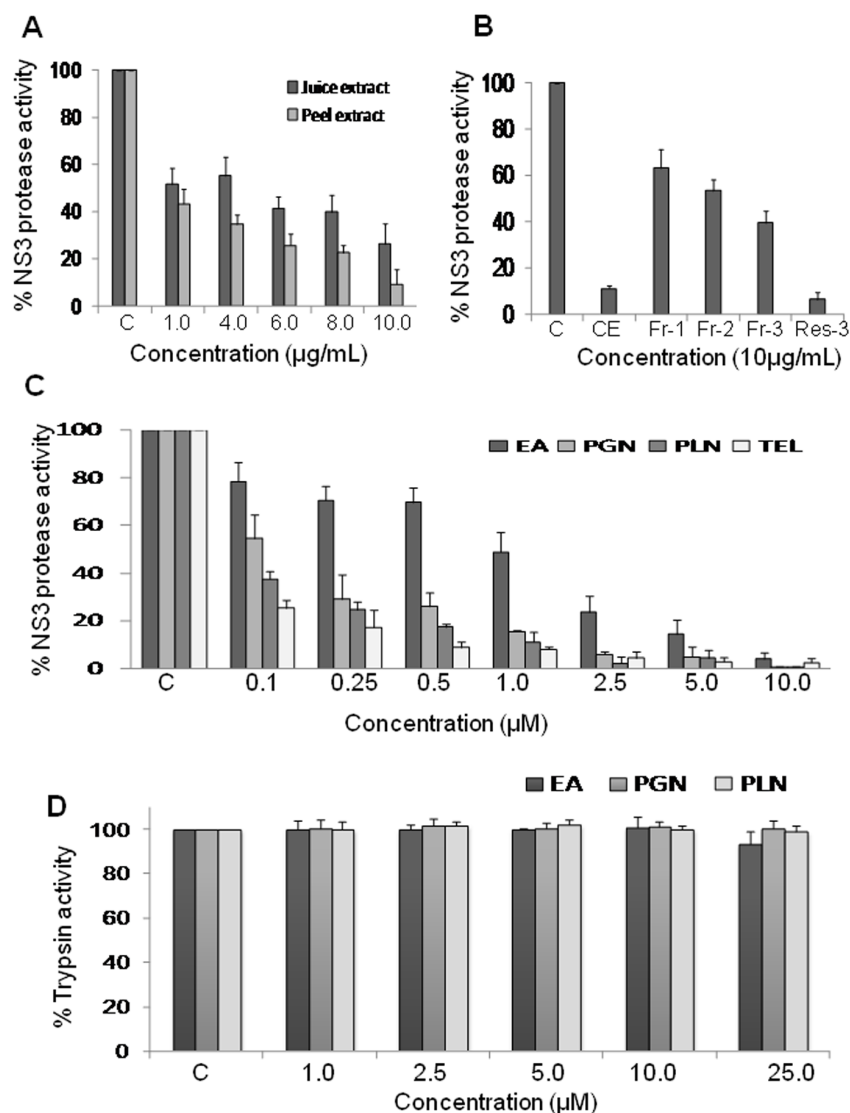 A
% NS3 protease activity
100
80
60
40
20
0
Juice extract
Peel extract
C 1.0 4.0 6.0 8.0 10.0
Concentration (µg/mL)
B
% NS3 protease activity
100
80
60
40
20
0
C CE Fr-1 Fr-2 Fr-3 Res-3
Concentration (10µg/mL)
C
% NS3 protease activity
100
80
60
40
20
0
EA PGN PLN TEL
C 0.1 0.25 0.5 1.0 2.5 5.0 10.0
Concentration (µM)
D
% Trypsin activity
EA PGN PLN
100
80
60
40
20
0
C 1.0 2.5 5.0 10.0 25.0
Concentration (µM)